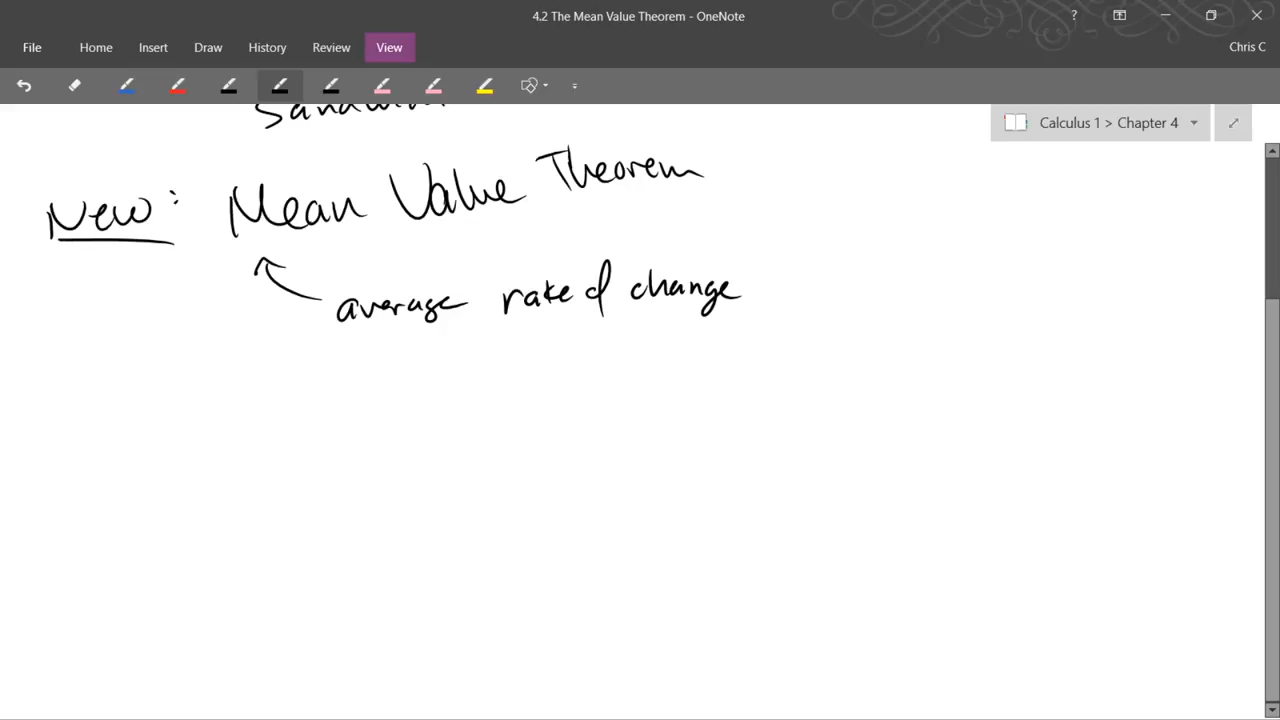 4.2 The Mean Value Theorem - OneNote
?
File Home Insert Draw History Review View Chris C
Calculus 1 > Chapter 4
New: Mean Value Theorem
average rate of change